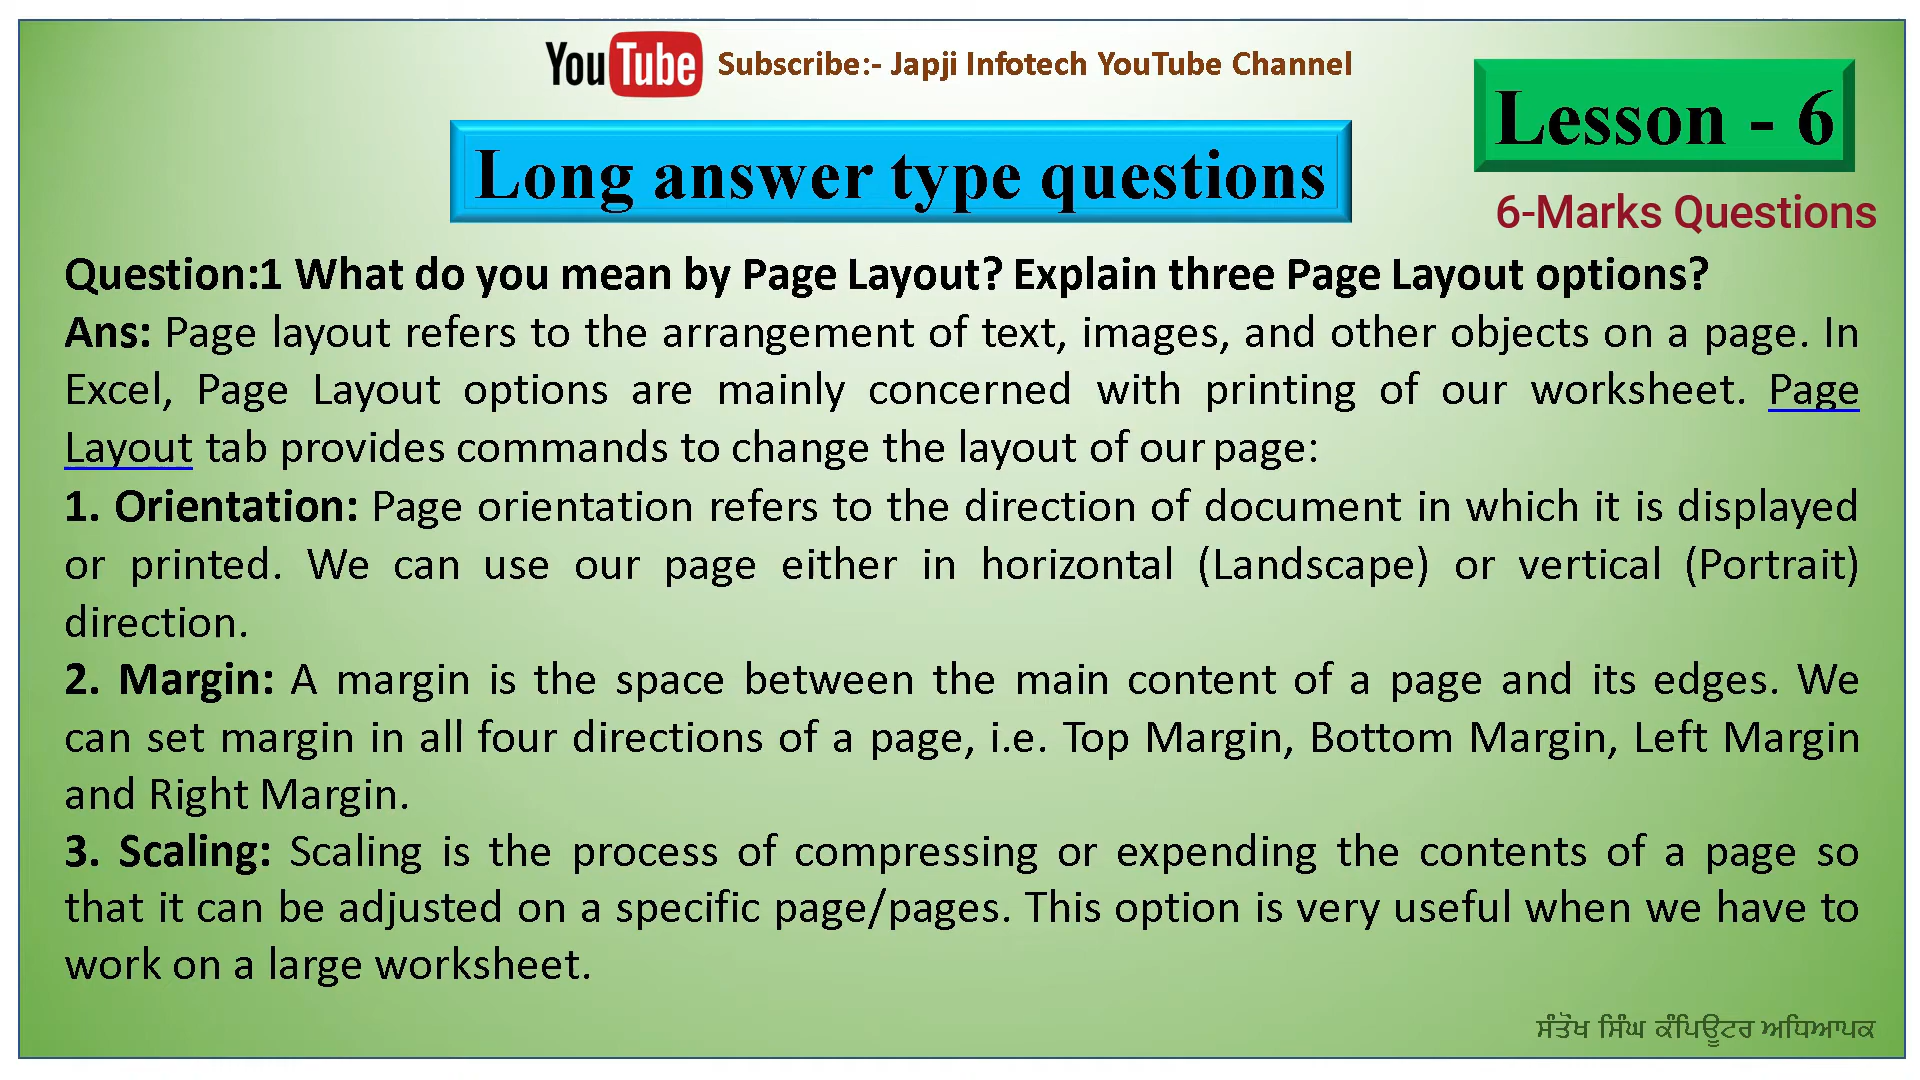 YouTube Subscribe:- Japji Infotech YouTube Channel
Lesson - 6
Long answer type questions
6-Marks Questions
Question:1 What do you mean by Page Layout? Explain three Page Layout options?
Ans: Page layout refers to the arrangement of text, images, and other objects on a page. In
Excel, Page Layout options are mainly concerned with printing of our worksheet. Page
Layout tab provides commands to change the layout of our page:
1. Orientation: Page orientation refers to the direction of document in which it is displayed
or printed. We can use our page either in horizontal (Landscape) or vertical (Portrait)
direction.
2. Margin: A margin is the space between the main content of a page and its edges. We
can set margin in all four directions of a page, i.e. Top Margin, Bottom Margin, Left Margin
and Right Margin.
3. Scaling: Scaling is the process of compressing or expending the contents of a page so
that it can be adjusted on a specific page/pages. This option is very useful when we have to
work on a large worksheet.
ਸੰਤੋਖ ਸਿੰਘ ਕੰਪਿਊਟਰ ਅਧਿਆਪਕ